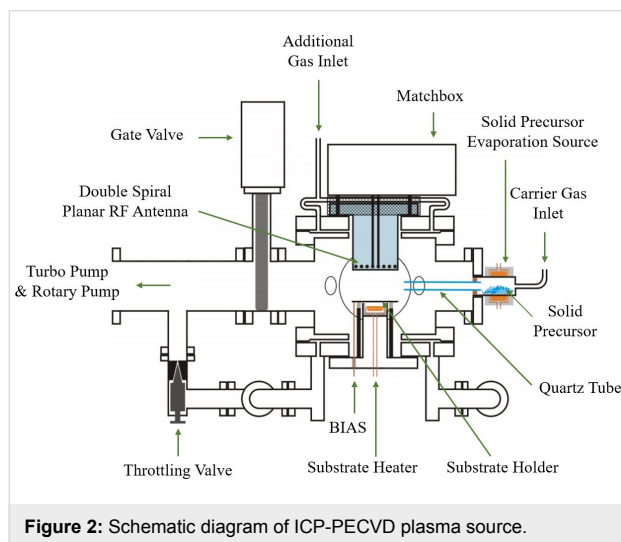 Additional
Gas Inlet
Matchbox
Gate Valve
Solid Precursor
Evaporation Source
Double Spiral
Planar RF Antenna
Carrier Gas
Inlet
Turbo Pump
& Rotary Pump
Solid
Precursor
Quartz Tube
BIAS
Throttling Valve
Substrate Heater
Substrate Holder
Figure 2: Schematic diagram of ICP-PECVD plasma source.